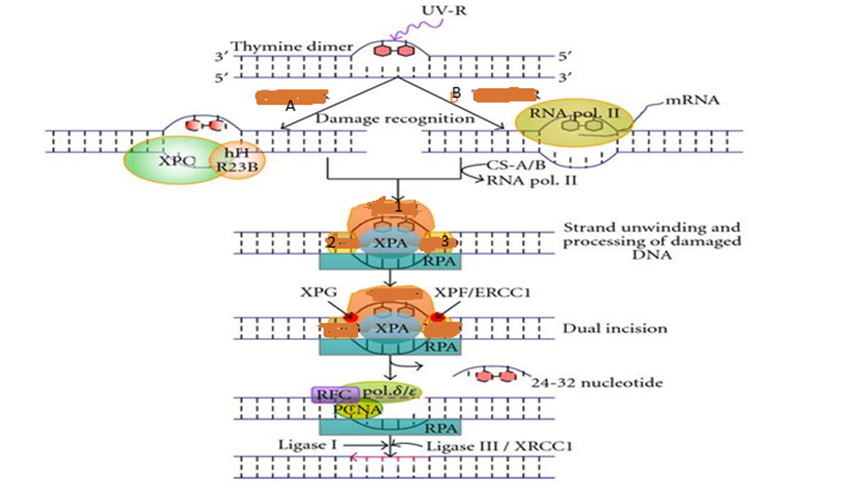 UV-R
Thymine dimer
3′ 5′
5′ 3′
A
B
Damage recognition
RNA pol. II
mRNA
XPC
hH
R23B
CS-A/B
RNA pol. II
1
2
XPA
3
RPA
Strand unwinding and
processing of damaged
DNA
XPG
XPF/ERCC1
XPA
RPA
Dual incision
24-32 nucleotide
RFC
pol.δ/ε
PCNA
RPA
Ligase I
Ligase III / XRCC1